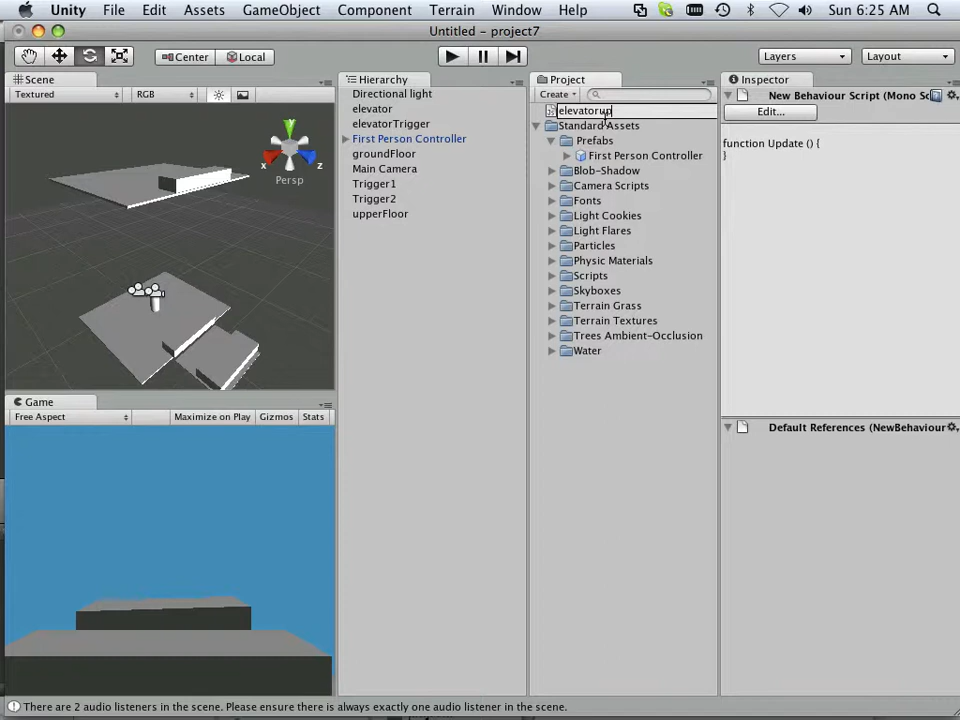 Unity File Edit Assets GameObject Component Terrain Window Help Sun 6:25 AM
Untitled - project7
Center Local Layers Layout
Scene
Textured RGB
Persp
x
z
Game
Free Aspect Maximize on Play Gizmos Stats
Hierarchy
Directional light
elevator
elevatorTrigger
First Person Controller
groundFloor
Main Camera
Trigger1
Trigger2
upperFloor
Project
Create
elevatorup
Standard Assets
Prefabs
First Person Controller
Blob-Shadow
Camera Scripts
Fonts
Light Cookies
Light Flares
Particles
Physic Materials
Scripts
Skyboxes
Terrain Grass
Terrain Textures
Trees Ambient-Occlusion
Water
Inspector
New Behaviour Script (Mono Sc
Edit...
function Update () {
}
Default References (NewBehaviour
There are 2 audio listeners in the scene. Please ensure there is always exactly one audio listener in the scene.